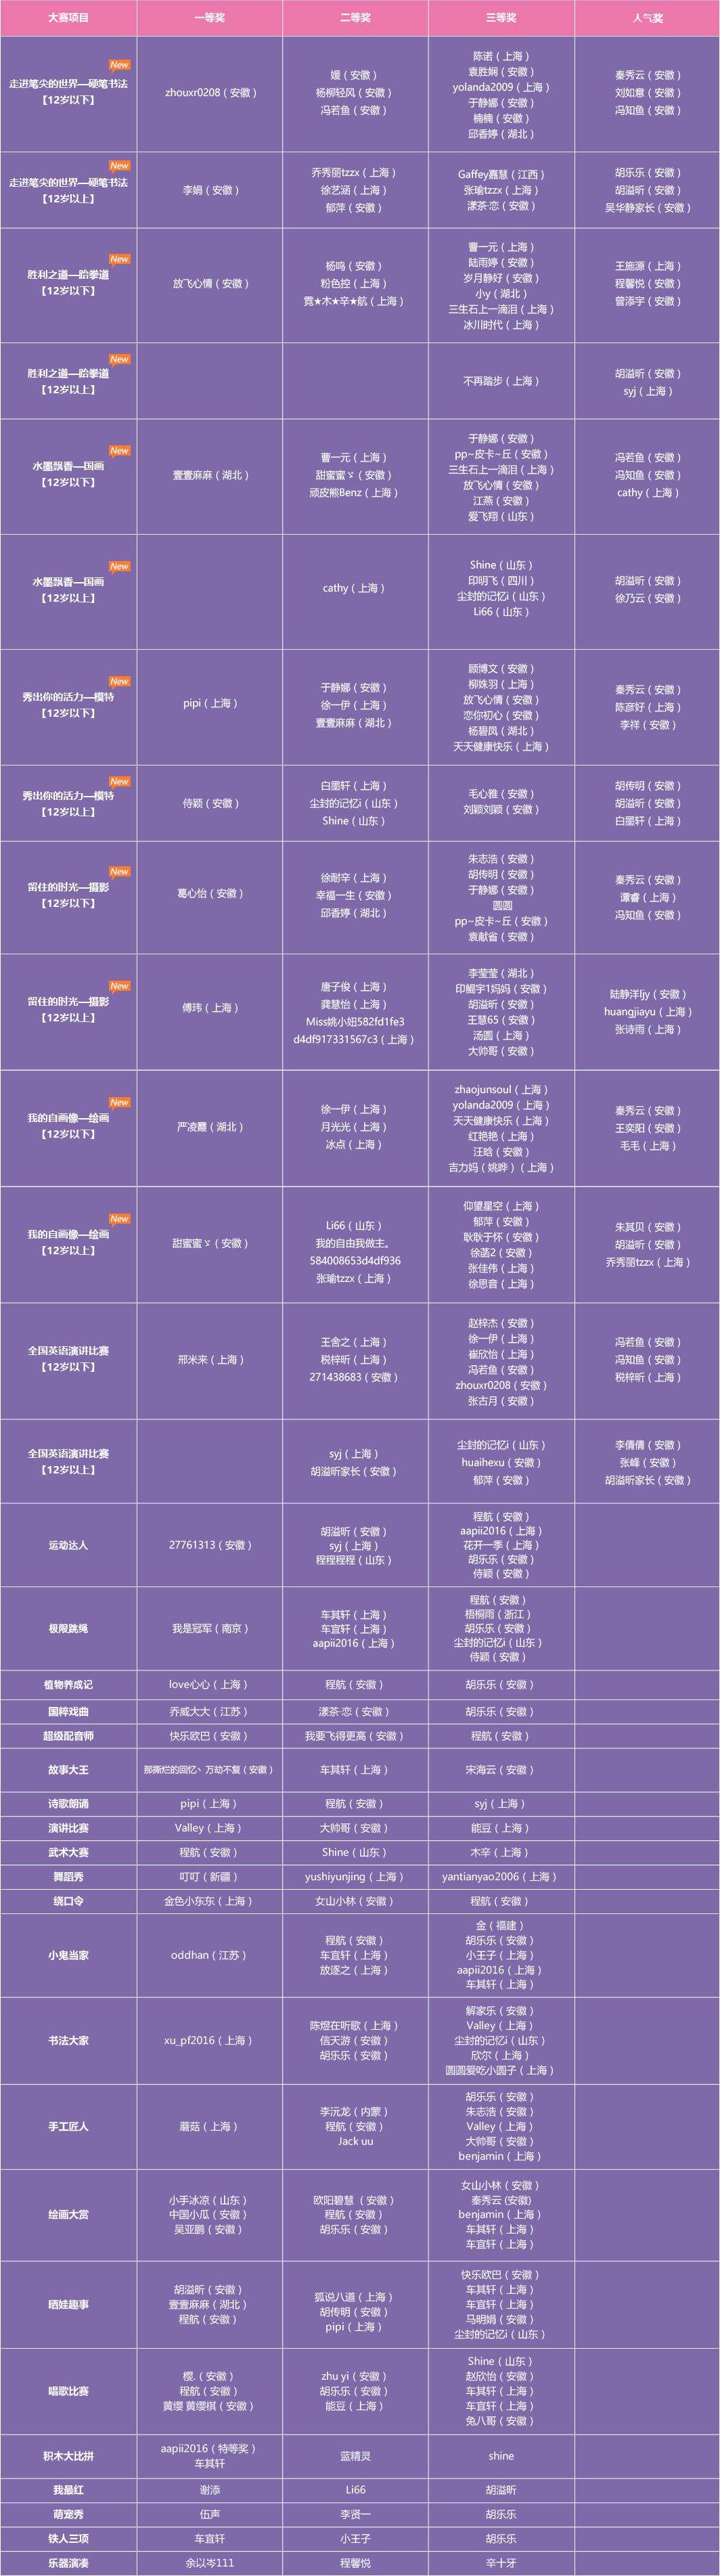 大赛项目 一等奖 二等奖 三等奖 人气奖
New
走进笔尖的世界—硬笔书法
【12岁以下】
zhouxr0208（安徽）
媛（安徽）
杨柳轻风（安徽）
冯若鱼（安徽）
陈诺（上海）
袁胜娴（安徽）
yolanda2009（上海）
于静娜（安徽）
楠楠（安徽）
邱香婷（湖北）
秦秀云（安徽）
刘如意（安徽）
冯知鱼（安徽）
New
走进笔尖的世界—硬笔书法
【12岁以上】
李娟（安徽）
乔秀丽tzzx（上海）
徐艺涵（上海）
郁萍（安徽）
Gaffey嘉慧（江西）
张瑜tzzx（上海）
漾茶·恋（安徽）
胡乐乐（安徽）
胡溢昕（安徽）
吴华静家长（安徽）
New
胜利之道—跆拳道
【12岁以下】
放飞心情（安徽）
杨鸣（安徽）
粉色控（上海）
霓★木★辛★航（上海）
曹一元（上海）
陆雨婷（安徽）
岁月静好（安徽）
小y（湖北）
三生石上一滴泪（上海）
冰川时代（上海）
王施源（上海）
程馨悦（安徽）
曾添宇（安徽）
New
胜利之道—跆拳道
【12岁以上】
不再踏步（上海）
胡溢昕（安徽）
syj（上海）
New
水墨飘香—国画
【12岁以下】
壹壹麻麻（湖北）
曹一元（上海）
甜蜜蜜ゞ（安徽）
顽皮熊Benz（上海）
于静娜（安徽）
pp~皮卡~丘（安徽）
三生石上一滴泪（上海）
放飞心情（安徽）
江燕（安徽）
爱飞翔（山东）
冯若鱼（安徽）
冯知鱼（安徽）
cathy（上海）
New
水墨飘香—国画
【12岁以上】
cathy（上海）
Shine（山东）
印明飞（四川）
尘封的记忆i（山东）
Li66（山东）
胡溢昕（安徽）
徐乃云（安徽）
New
秀出你的活力—模特
【12岁以下】
pipi（上海）
于静娜（安徽）
徐一伊（上海）
壹壹麻麻（湖北）
顾博文（安徽）
柳姝羽（上海）
放飞心情（安徽）
恋你初心（安徽）
杨碧凤（湖北）
天天健康快乐（上海）
秦秀云（安徽）
陈彦好（上海）
李祥（安徽）
New
秀出你的活力—模特
【12岁以上】
侍颖（安徽）
白墨轩（上海）
尘封的记忆i（山东）
Shine（山东）
毛心雅（安徽）
刘颖刘颖（安徽）
胡传明（安徽）
胡溢昕（安徽）
白墨轩（上海）
New
留住的时光—摄影
【12岁以下】
葛心怡（安徽）
徐耐辛（上海）
幸福一生（安徽）
邱香婷（湖北）
朱志浩（安徽）
胡传明（安徽）
于静娜（安徽）
圆圆
pp~皮卡~丘（安徽）
袁献省（安徽）
秦秀云（安徽）
谭睿（上海）
冯知鱼（安徽）
New
留住的时光—摄影
【12岁以上】
傅玮（上海）
唐子俊（上海）
龚慧怡（上海）
Miss姚小妞582fd1fe3
d4df917331567c3（上海）
李莹莹（湖北）
印鲲宇1妈妈（安徽）
胡溢昕（安徽）
王慧65（安徽）
汤圆（上海）
大帅哥（安徽）
陆静洋ljy（安徽）
huangjiayu（上海）
张诗雨（上海）
New
我的自画像—绘画
【12岁以下】
严凌霞（湖北）
徐一伊（上海）
月光光（上海）
冰点（上海）
zhaojunsoul（上海）
yolanda2009（上海）
天天健康快乐（上海）
红艳艳（上海）
汪晗（安徽）
吉力妈（姚晔）（上海）
秦秀云（安徽）
王奕阳（安徽）
毛毛（上海）
New
我的自画像—绘画
【12岁以上】
甜蜜蜜ゞ（安徽）
Li66（山东）
我的自由我做主。
584008653d4df936
张瑜tzzx（上海）
仰望星空（上海）
郁萍（安徽）
耿耿于怀（安徽）
徐菡2（安徽）
张佳伟（上海）
徐思音（上海）
朱其贝（安徽）
胡溢昕（安徽）
乔秀丽tzzx（上海）
全国英语演讲比赛
【12岁以下】
邢米来（上海）
王舍之（上海）
税梓昕（上海）
271438683（安徽）
赵梓杰（安徽）
徐一伊（上海）
崔欣怡（上海）
冯若鱼（安徽）
zhouxr0208（安徽）
张古月（安徽）
冯若鱼（安徽）
冯知鱼（安徽）
税梓昕（上海）
全国英语演讲比赛
【12岁以上】
syj（上海）
胡溢昕家长（安徽）
尘封的记忆i（山东）
huaihexu（安徽）
郁萍（安徽）
李倩倩（安徽）
张峰（安徽）
胡溢昕家长（安徽）
运动达人
27761313（安徽）
胡溢昕（安徽）
syj（上海）
程程程程（山东）
程航（安徽）
aapii2016（上海）
花开一季（上海）
胡乐乐（安徽）
侍颖（安徽）
极限跳绳
我是冠军（南京）
车其轩（上海）
车宜轩（上海）
aapii2016（上海）
程航（安徽）
梧桐雨（浙江）
胡乐乐（安徽）
尘封的记忆i（山东）
侍颖（安徽）
植物养成记 love心心（上海） 程航（安徽） 胡乐乐（安徽）
国粹戏曲 乔威大大（江苏） 漾茶·恋（安徽） 胡乐乐（安徽）
超级配音师 快乐欧巴（安徽） 我要飞得更高（安徽） 程航（安徽）
故事大王 那撕烂的回忆丶万劫不复（安徽） 车其轩（上海） 宋海云（安徽）
诗歌朗诵 pipi（上海） 程航（安徽） syj（上海）
演讲比赛 Valley（上海） 大帅哥（安徽） 能豆（上海）
武术大赛 程航（安徽） Shine（山东） 木辛（上海）
舞蹈秀 叮叮（新疆） yushiyunjing（上海） yantianyao2006（上海）
绕口令 金色小东东（上海） 女山小林（安徽） 程航（安徽）
小鬼当家
oddhan（江苏）
程航（安徽）
车宜轩（上海）
放逐之（上海）
金（福建）
胡乐乐（安徽）
小王子（上海）
aapii2016（上海）
车其轩（上海）
书法大家
xu_pf2016（上海）
陈煜在听歌（上海）
信天游（安徽）
胡乐乐（安徽）
解家乐（安徽）
Valley（上海）
尘封的记忆i（山东）
欣尔（上海）
圆圆爱吃小圆子（上海）
手工匠人
蘑菇（上海）
李沅龙（内蒙）
程航（安徽）
Jack uu
胡乐乐（安徽）
朱志浩（安徽）
Valley（上海）
大帅哥（安徽）
benjamin（上海）
绘画大赏
小手冰凉（山东）
中国小瓜（安徽）
吴亚鹏（安徽）
欧阳碧慧（安徽）
程航（安徽）
胡乐乐（安徽）
女山小林（安徽）
秦秀云 (安徽)
benjamin（上海）
车其轩（上海）
车宜轩（上海）
晒娃趣事
胡溢昕（安徽）
壹壹麻麻（湖北）
程航（安徽）
狐说八道（上海）
胡传明（安徽）
pipi（上海）
快乐欧巴（安徽）
车其轩（上海）
车宜轩（上海）
马明娟（安徽）
尘封的记忆i（山东）
唱歌比赛
樱.（安徽）
程航（安徽）
黄缨 黄缨祺（安徽）
zhu yi（安徽）
胡乐乐（安徽）
能豆（上海）
Shine（山东）
赵欣怡（安徽）
车其轩（上海）
车宜轩（上海）
兔八哥（安徽）
积木大比拼
aapii2016（特等奖）
车其轩
蓝精灵
shine
我最红 谢添 Li66 胡溢昕
萌宠秀 伍声 李贤一 胡乐乐
铁人三项 车宜轩 小王子 胡乐乐
乐器演凑 余以岑111 程馨悦 辛十牙